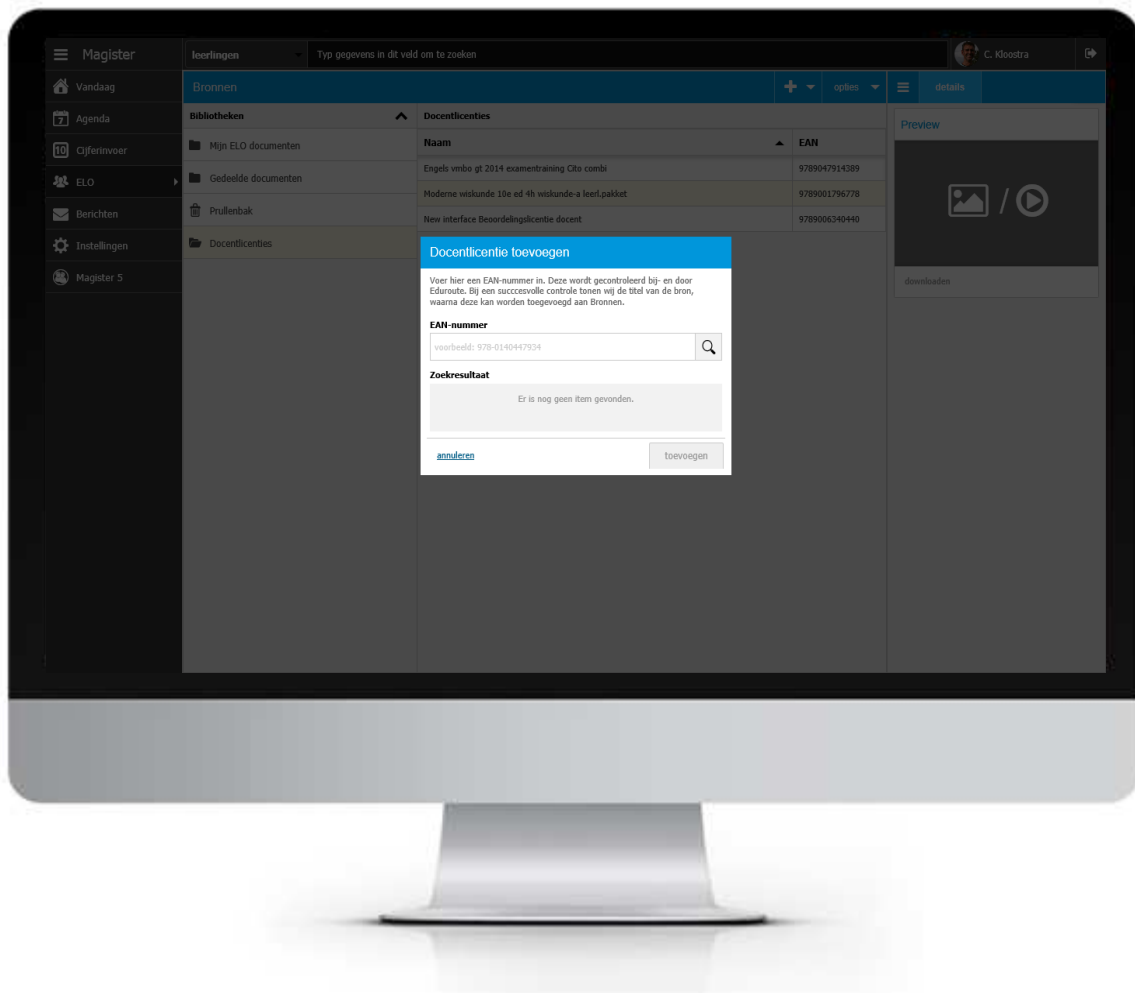 Magister
leerlingen
Typ gegevens in dit veld om te zoeken
C. Kloostra
Vandaag
7 Agenda
10 Cijferinvoer
ELO
Berichten
Instellingen
Magister 5
Bronnen
opties
details
Bibliotheken
Mijn ELO documenten
Gedeelde documenten
Prullenbak
Docentlicenties
Docentlicenties
Naam EAN
Engels vmbo gt 2014 examentraining Cito combi 9789047914389
Moderne wiskunde 10e ed 4h wiskunde-a leerl.pakket 9789001796778
New interface Beoordelingslicentie docent 9789006340440
Preview
downloaden
Docentlicentie toevoegen
Voer hier een EAN-nummer in. Deze wordt gecontroleerd bij- en door
Eduroute. Bij een succcesvolle controle tonen wij de titel van de bron,
waarna deze kan worden toegevoegd aan Bronnen.
EAN-nummer
voorbeeld: 978-0140447934
Zoekresultaat
Er is nog geen item gevonden.
annuleren
toevoegen